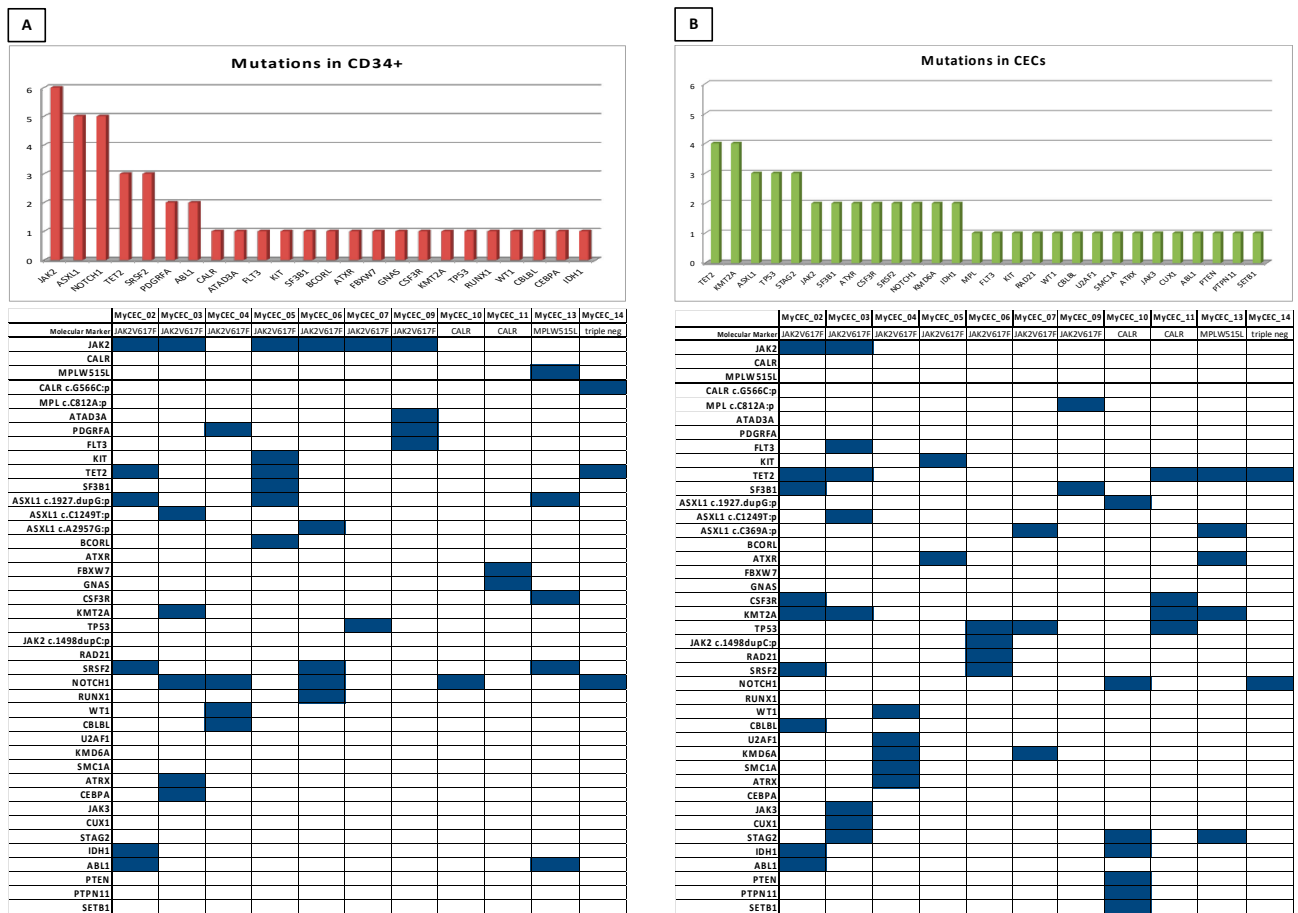 A
Mutations in CD34+
6
5
4
3
2
1
0
JAK2 ASXL1 NOTCH1 TET2 SRSF2 PDGRFA ABL1 CALR ATAD3A FLT3 KIT SF3B1 BCORL ATXR FBXW7 GNAS CSF3R KMT2A TP53 RUNX1 WT1 CBLBL CEBPA IDH1
MyCEC_02 MyCEC_03 MyCEC_04 MyCEC_05 MyCEC_06 MyCEC_07 MyCEC_09 MyCEC_10 MyCEC_11 MyCEC_13 MyCEC_14
Molecular Marker JAK2V617F JAK2V617F JAK2V617F JAK2V617F JAK2V617F JAK2V617F JAK2V617F CALR CALR MPLW515L triple neg
JAK2
CALR
MPLW515L
CALR c.G566C:p
MPL c.C812A:p
ATAD3A
PDGRFA
FLT3
KIT
TET2
SF3B1
ASXL1 c.1927.dupG:p
ASXL1 c.C1249T:p
ASXL1 c.A2957G:p
BCORL
ATXR
FBXW7
GNAS
CSF3R
KMT2A
TP53
JAK2 c.1498dupC:p
RAD21
SRSF2
NOTCH1
RUNX1
WT1
CBLBL
U2AF1
KMD6A
SMC1A
ATRX
CEBPA
JAK3
CUX1
STAG2
IDH1
ABL1
PTEN
PTPN11
SETB1
B
Mutations in CECs
6
5
4
3
2
1
0
TET2 KMT2A ASXL1 TP53 STAG2 JAK2 SF3BP1 ATXR CSF3R SRSF2 NOTCH1 KMD6A IDH1 MPL FLT3 KIT RAD21 WT1 CBLBL U2AF1 SMC1A ATRX JAK3 CUX1 ABL1 PTEN PTPN11 SETB1
MyCEC_02 MyCEC_03 MyCEC_04 MyCEC_05 MyCEC_06 MyCEC_07 MyCEC_09 MyCEC_10 MyCEC_11 MyCEC_13 MyCEC_14
Molecular Marker JAK2V617F JAK2V617F JAK2V617F JAK2V617F JAK2V617F JAK2V617F JAK2V617F CALR CALR MPLW515L triple neg
JAK2
CALR
MPLW515L
CALR c.G566C:p
MPL c.C812A:p
ATAD3A
PDGRFA
FLT3
KIT
TET2
SF3B1
ASXL1 c.1927.dupG:p
ASXL1 c.C1249T:p
ASXL1 c.C369A:p
BCORL
ATXR
FBXW7
GNAS
CSF3R
KMT2A
TP53
JAK2 c.1498dupC:p
RAD21
SRSF2
NOTCH1
RUNX1
WT1
CBLBL
U2AF1
KMD6A
SMC1A
ATRX
CEBPA
JAK3
CUX1
STAG2
IDH1
ABL1
PTEN
PTPN11
SETB1